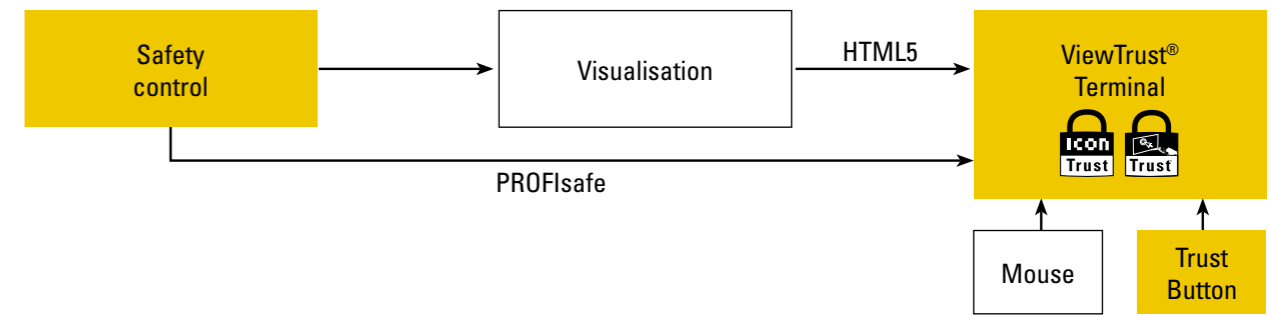 Safety
control
Visualisation
HTML5
ViewTrust®
Terminal
Icon
Trust
Trust
PROFIsafe
Mouse
Trust
Button